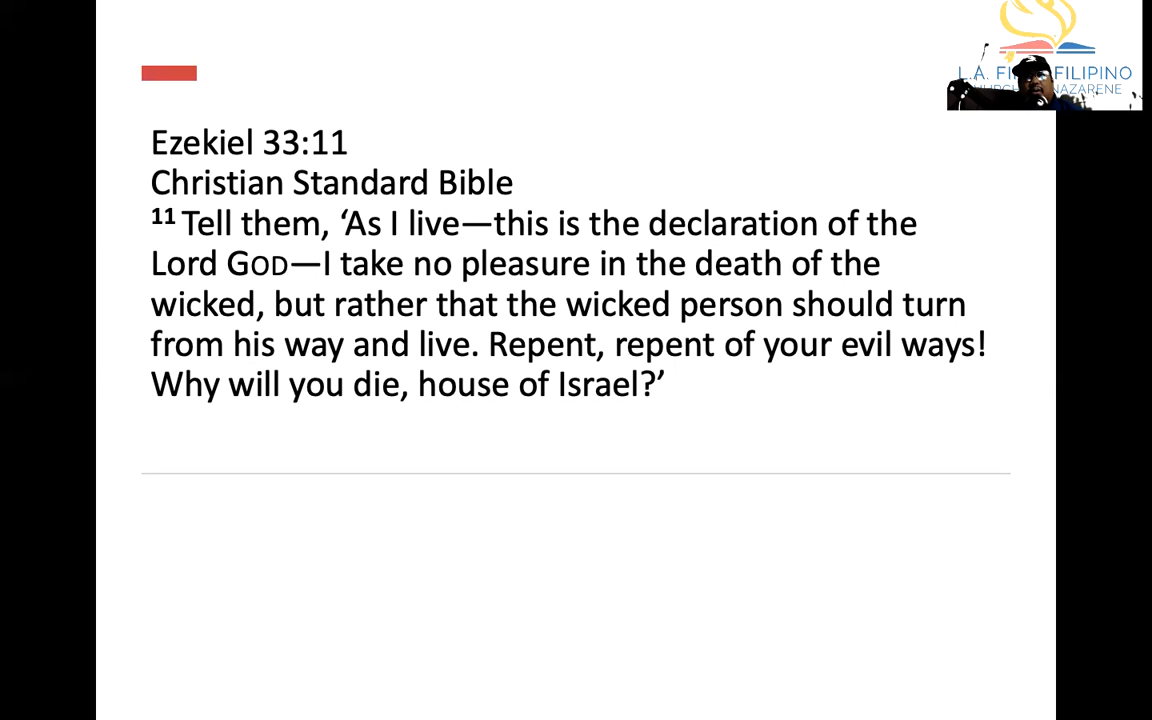 L.A. FI FILIPINO
NAZARENE
Ezekiel 33:11
Christian Standard Bible
11 Tell them, ‘As I live—this is the declaration of the
Lord GOD—I take no pleasure in the death of the
wicked, but rather that the wicked person should turn
from his way and live. Repent, repent of your evil ways!
Why will you die, house of Israel?’